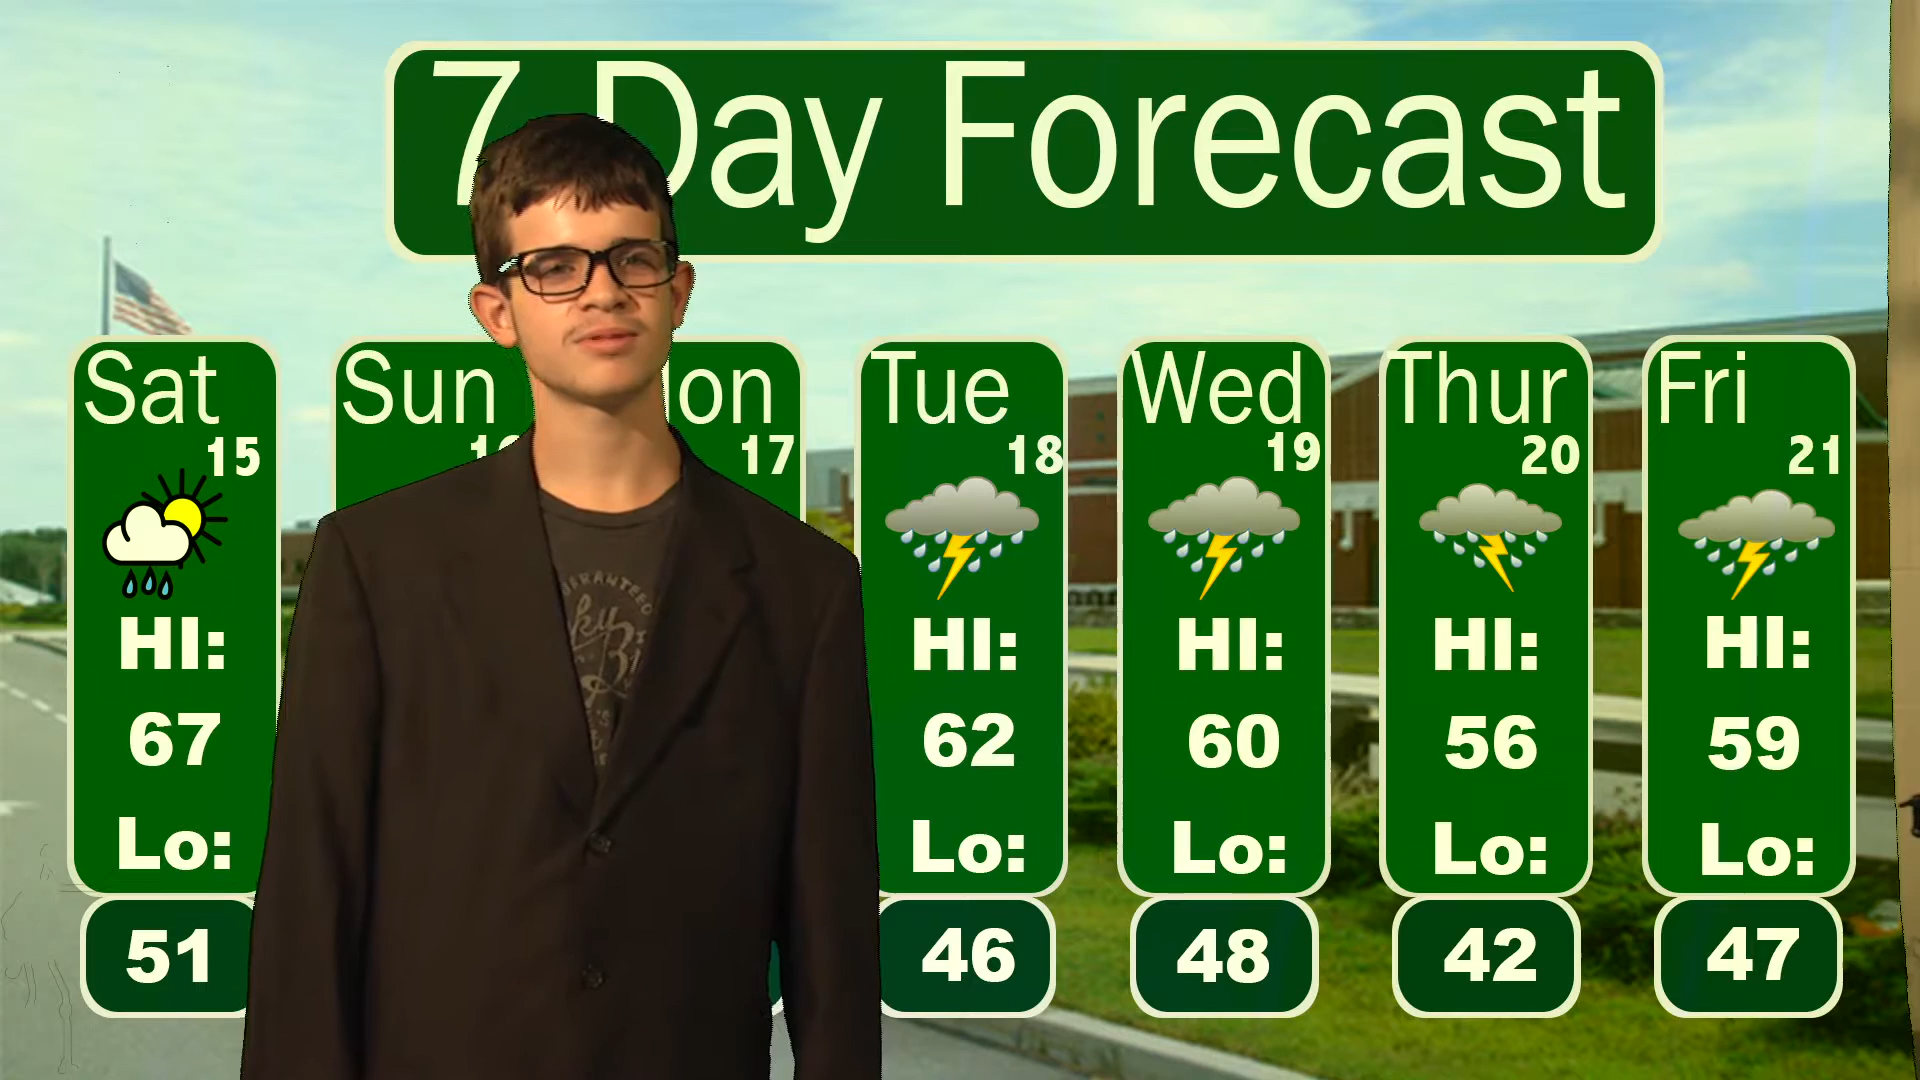 7 Day Forecast
Sat
15
HI:
67
Lo:
51
Sun
on
17
Tue
18
HI:
62
Lo:
46
Wed
19
HI:
60
Lo:
48
Thur
20
HI:
56
Lo:
42
Fri
21
HI:
59
Lo:
47